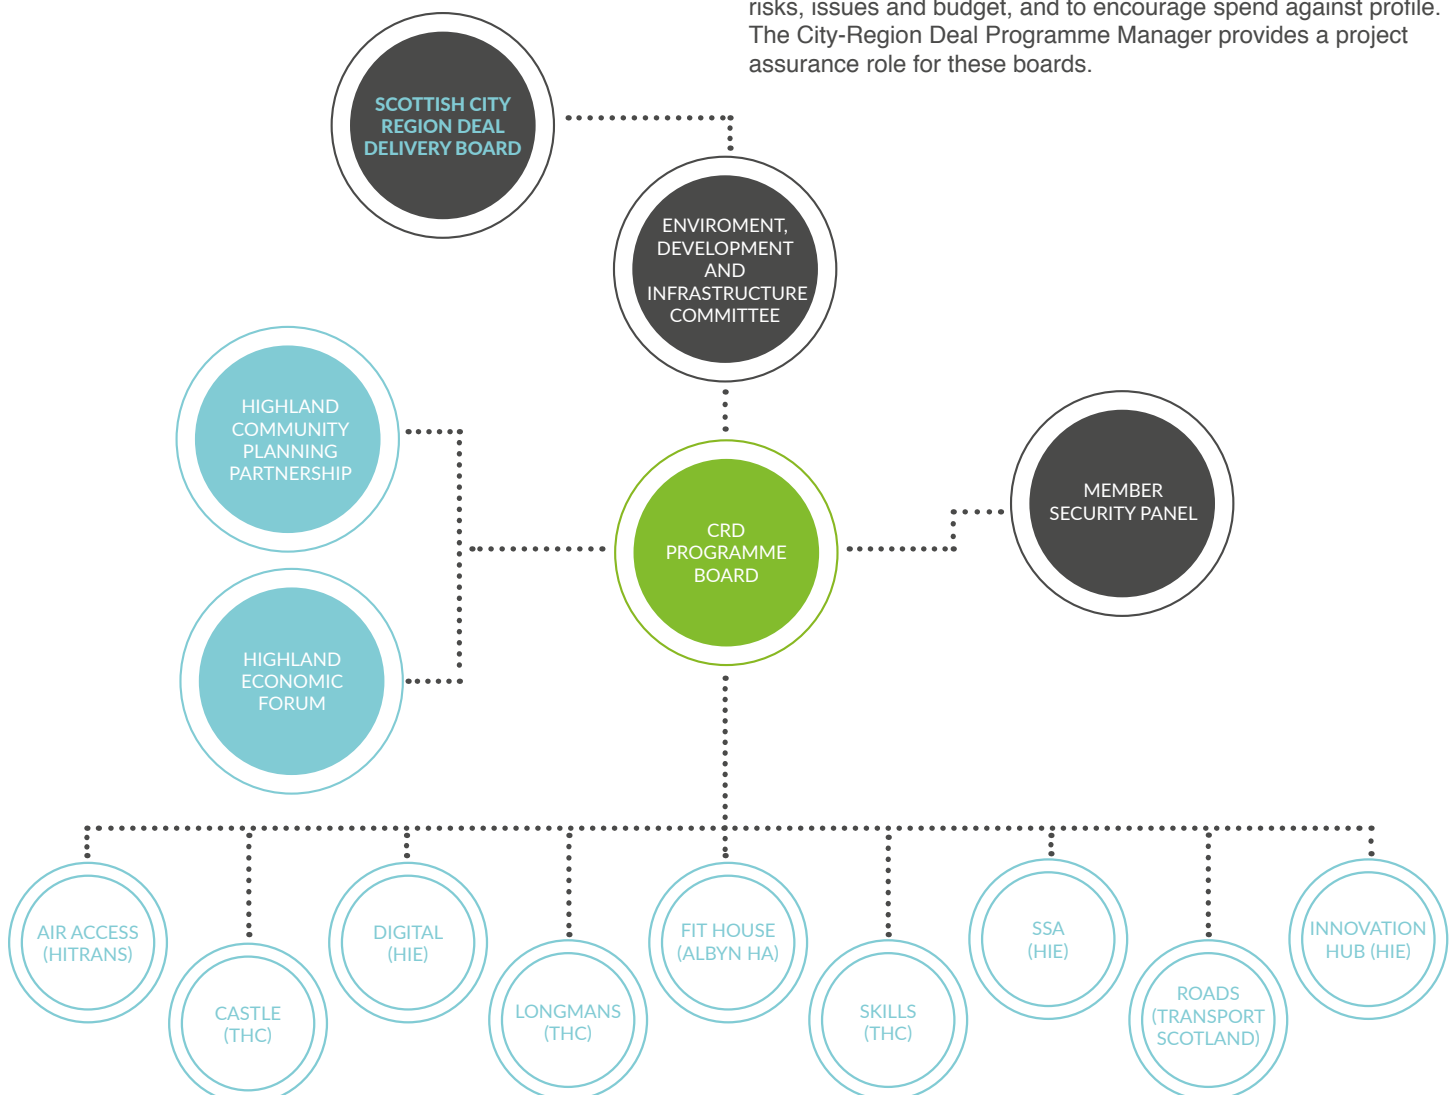 risks, issues and budget, and to encourage spend against profile.
The City-Region Deal Programme Manager provides a project
assurance role for these boards.
SCOTTISH CITY
REGION DEAL
DELIVERY BOARD
ENVIROMENT,
DEVELOPMENT
AND
INFRASTRUCTURE
COMMITTEE
HIGHLAND
COMMUNITY
PLANNING
PARTNERSHIP
MEMBER
SECURITY PANEL
CRD
PROGRAMME
BOARD
HIGHLAND
ECONOMIC
FORUM
AIR ACCESS
(HITRANS)
CASTLE
(THC)
DIGITAL
(HIE)
LONGMANS
(THC)
FIT HOUSE
(ALBYN HA)
SKILLS
(THC)
SSA
(HIE)
ROADS
(TRANSPORT
SCOTLAND)
INNOVATION
HUB (HIE)